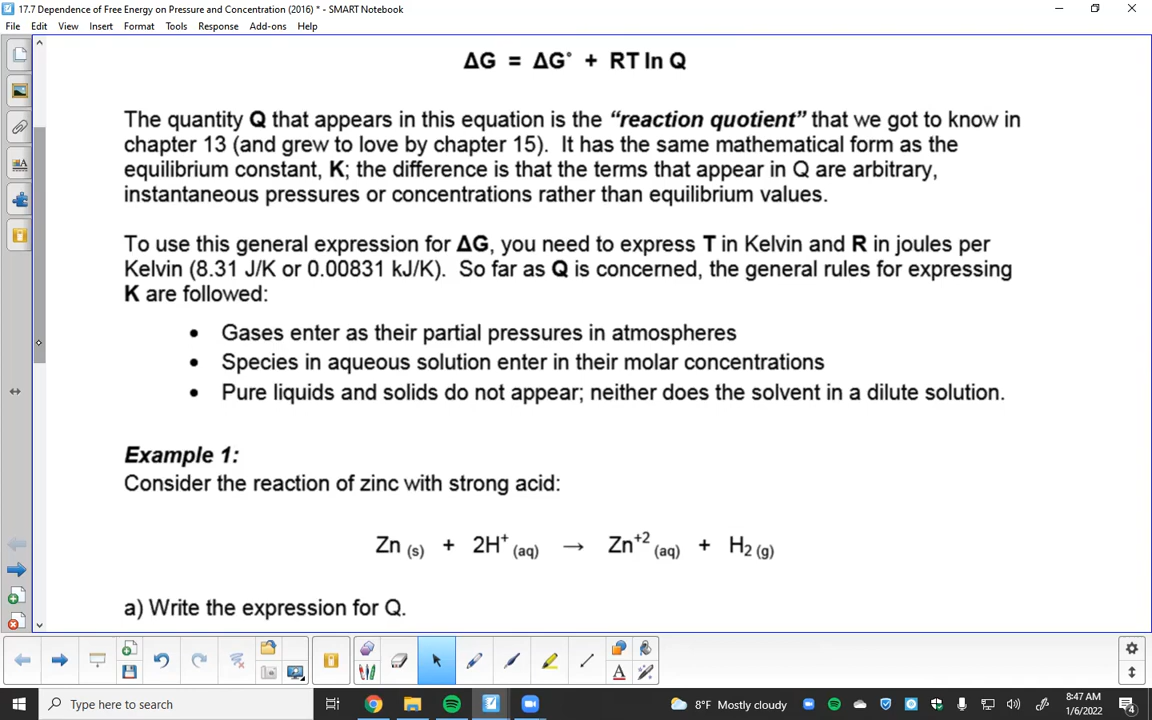 17.7 Dependence of Free Energy on Pressure and Concentration (2016) * - SMART Notebook
File Edit View Insert Format Tools Response Add-ons Help
ΔG = ΔG° + RT ln Q
The quantity Q that appears in this equation is the “reaction quotient” that we got to know in
chapter 13 (and grew to love by chapter 15). It has the same mathematical form as the
equilibrium constant, K; the difference is that the terms that appear in Q are arbitrary,
instantaneous pressures or concentrations rather than equilibrium values.
To use this general expression for ΔG, you need to express T in Kelvin and R in joules per
Kelvin (8.31 J/K or 0.00831 kJ/K). So far as Q is concerned, the general rules for expressing
K are followed:
• Gases enter as their partial pressures in atmospheres
• Species in aqueous solution enter in their molar concentrations
• Pure liquids and solids do not appear; neither does the solvent in a dilute solution.
Example 1:
Consider the reaction of zinc with strong acid:
Zn (s) + 2H⁺ (aq) → Zn⁺² (aq) + H₂ (g)
a) Write the expression for Q.
Type here to search
8°F Mostly cloudy
8:47 AM
1/6/2022
4